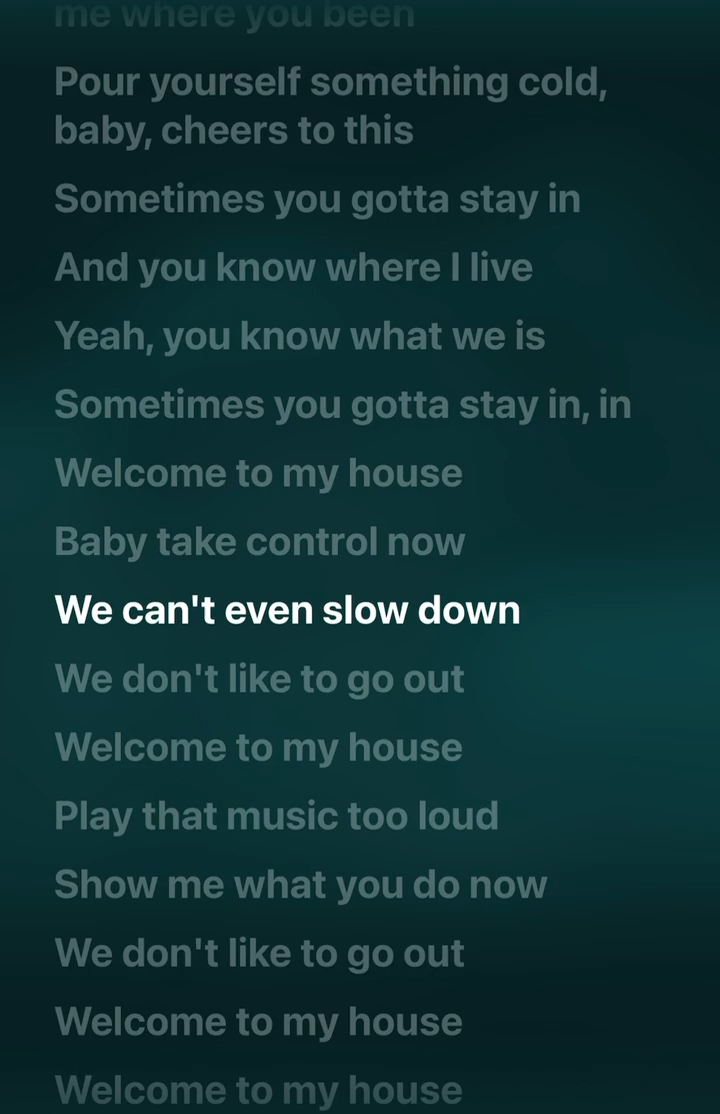 me where you been
Pour yourself something cold,
baby, cheers to this
Sometimes you gotta stay in
And you know where I live
Yeah, you know what we is
Sometimes you gotta stay in, in
Welcome to my house
Baby take control now
We can't even slow down
We don't like to go out
Welcome to my house
Play that music too loud
Show me what you do now
We don't like to go out
Welcome to my house
Welcome to my house